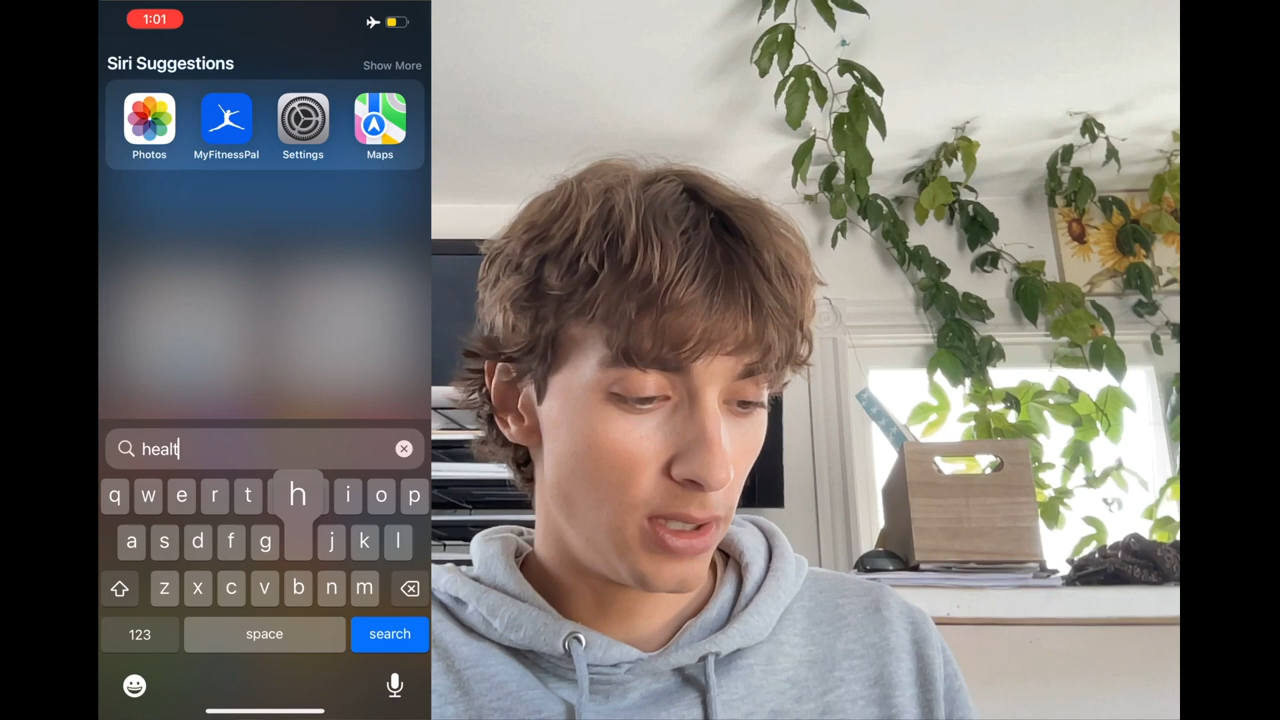 1:01
Siri Suggestions Show More
Photos MyFitnessPal Settings Maps
healt
q w e r t h i o p
a s d f g j k l
z x c v b n m
123 space search